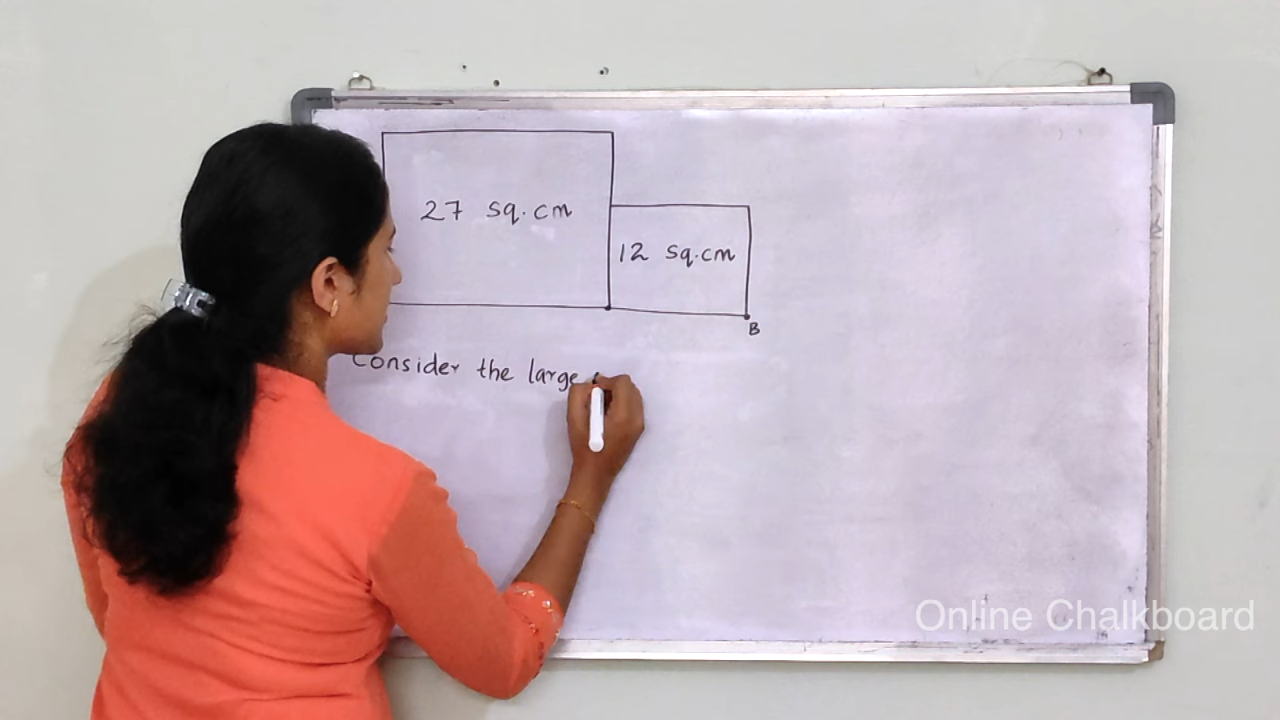 27 sq.cm
12 sq.cm
B
Consider the large
Online Chalkboard